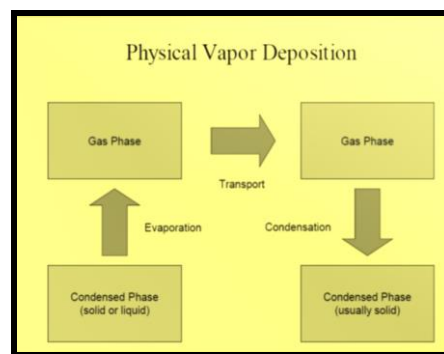 Physical Vapor Deposition
Gas Phase
Gas Phase
Transport
Evaporation
Condensation
Condensed Phase
(solid or liquid)
Condensed Phase
(usually solid)